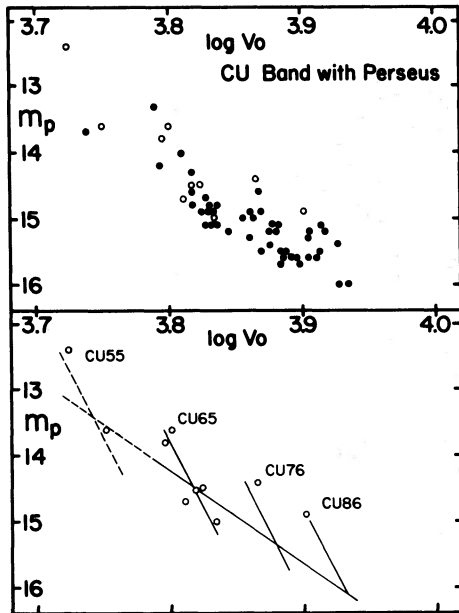 3.7 3.8 3.9 4.0
log Vo
CU Band with Perseus
13
mp
14
15
16
3.7 3.8 3.9 4.0
log Vo
CU55
13
CU65
mp
14
CU76
CU86
15
16